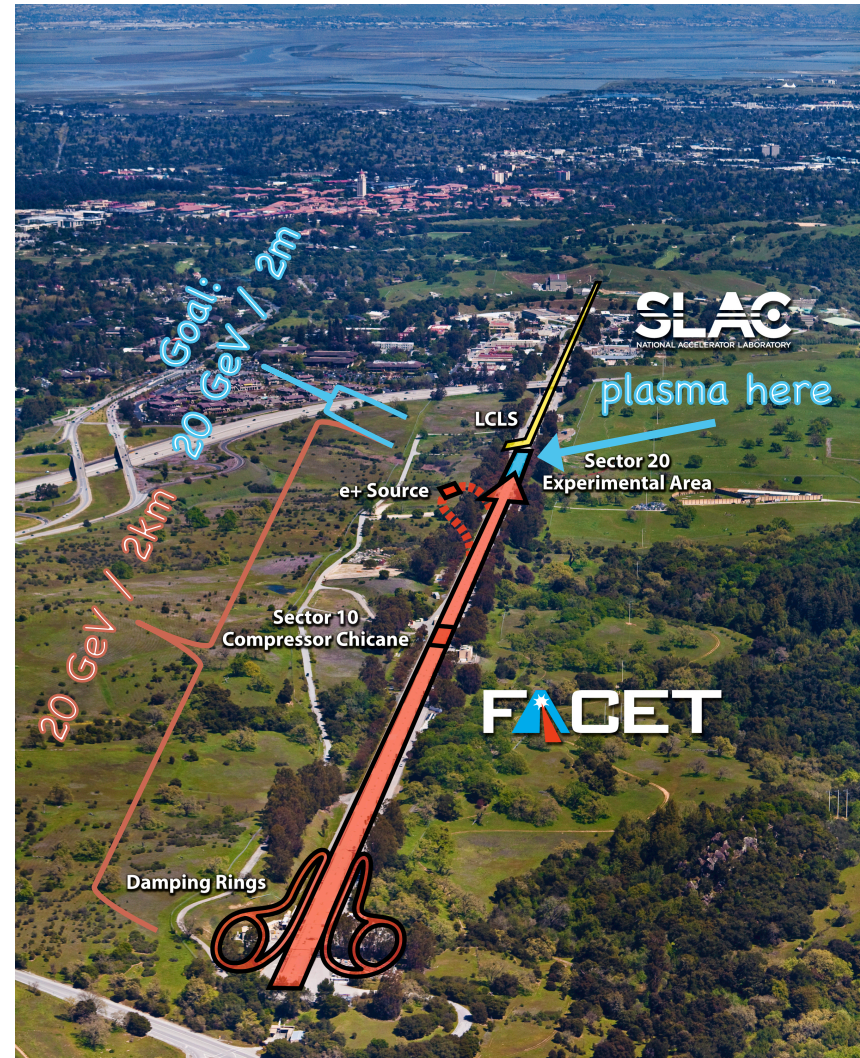 Goal:
20 GeV / 2m
SLAC
NATIONAL ACCELERATOR LABORATORY
plasma here
LCLS
Sector 20
Experimental Area
e+ Source
20 GeV / 2km
Sector 10
Compressor Chicane
FACET
Damping Rings